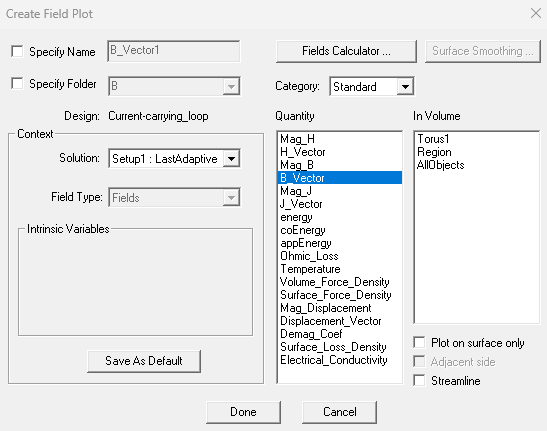 Create Field Plot
Specify Name
B_Vector1
Fields Calculator ...
Surface Smoothing ...
Specify Folder
B
Category:
Standard
Design:
Current-carrying_loop
Quantity
In Volume
Context
Solution:
Setup1 : LastAdaptive
Field Type:
Fields
Intrinsic Variables
Save As Default
Mag_H
H_Vector
Mag_B
B_Vector
Mag_J
J_Vector
energy
coEnergy
appEnergy
Ohmic_Loss
Temperature
Volume_Force_Density
Surface_Force_Density
Mag_Displacement
Displacement_Vector
Demag_Coef
Surface_Loss_Density
Electrical_Conductivity
Torus1
Region
AllObjects
Plot on surface only
Adjacent side
Streamline
Done
Cancel